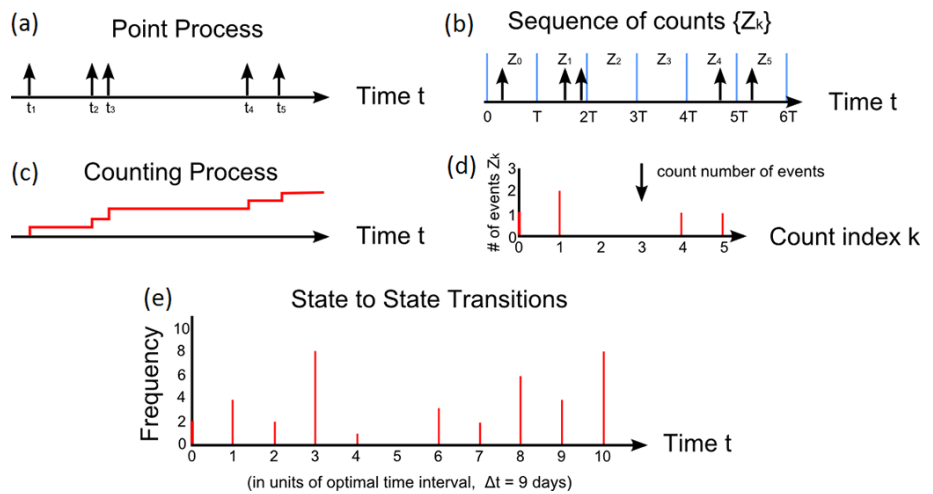 (a)
Point Process
t₁ t₂ t₃ t₄ t₅
Time t
(b)
Sequence of counts {Zₖ}
Z₀ Z₁ Z₂ Z₃ Z₄ Z₅
0 T 2T 3T 4T 5T 6T
Time t
(c)
Counting Process
Time t
(d)
# of events Zₖ
3
2
1
0
count number of events
0 1 2 3 4 5
Count index k
(e)
State to State Transitions
Frequency
10
8
6
4
2
0
0 1 2 3 4 5 6 7 8 9 10
Time t
(in units of optimal time interval, Δt = 9 days)